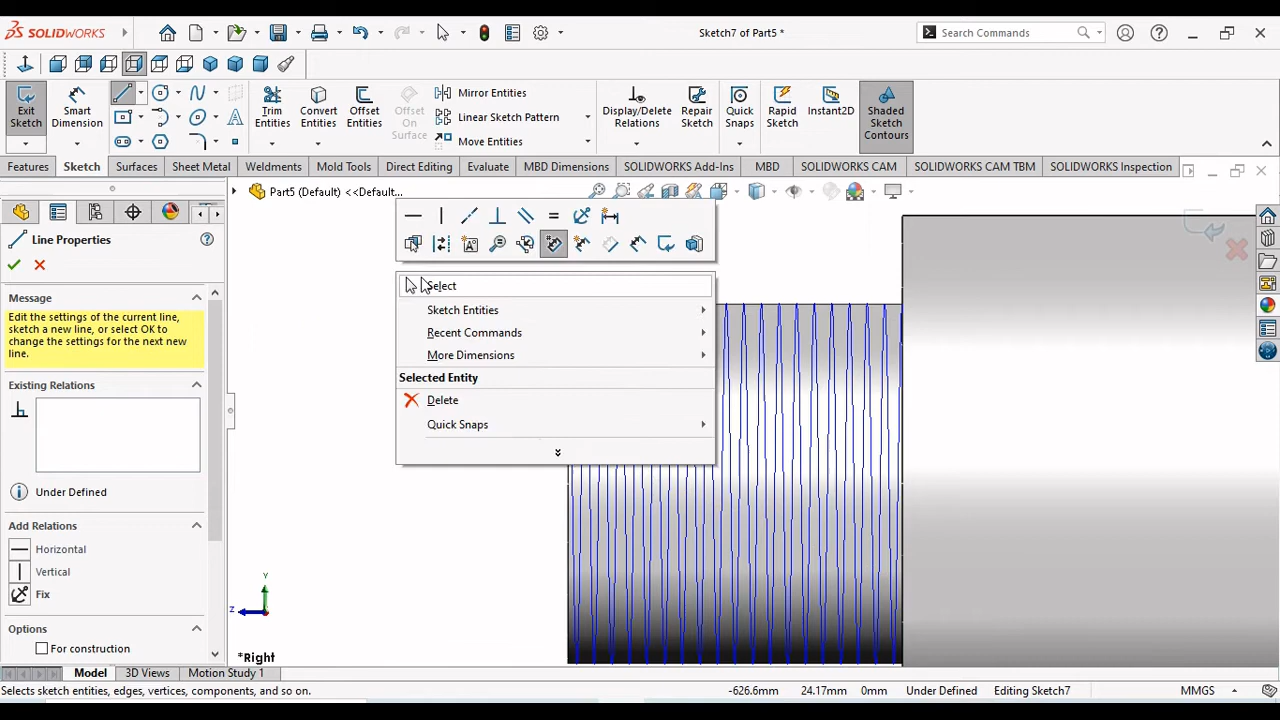 SOLIDWORKS
Sketch7 of Part5 *
Search Commands
Exit Sketch
Smart Dimension
Trim Entities
Convert Entities
Offset Entities
Offset On Surface
Mirror Entities
Linear Sketch Pattern
Move Entities
Display/Delete Relations
Repair Sketch
Quick Snaps
Rapid Sketch
Instant2D
Shaded Sketch Contours
Features
Sketch
Surfaces
Sheet Metal
Weldments
Mold Tools
Direct Editing
Evaluate
MBD Dimensions
SOLIDWORKS Add-Ins
MBD
SOLIDWORKS CAM
SOLIDWORKS CAM TBM
SOLIDWORKS Inspection
Part5 (Default) <<Default...
Line Properties
Message
Edit the settings of the current line,
sketch a new line, or select OK to
change the settings for the next new
line.
Existing Relations
Under Defined
Add Relations
Horizontal
Vertical
Fix
Options
For construction
Select
Sketch Entities
Recent Commands
More Dimensions
Selected Entity
Delete
Quick Snaps
Y
Z
*Right
Model
3D Views
Motion Study 1
Selects sketch entities, edges, vertices, components, and so on.
-626.6mm
24.17mm
0mm
Under Defined
Editing Sketch7
MMGS